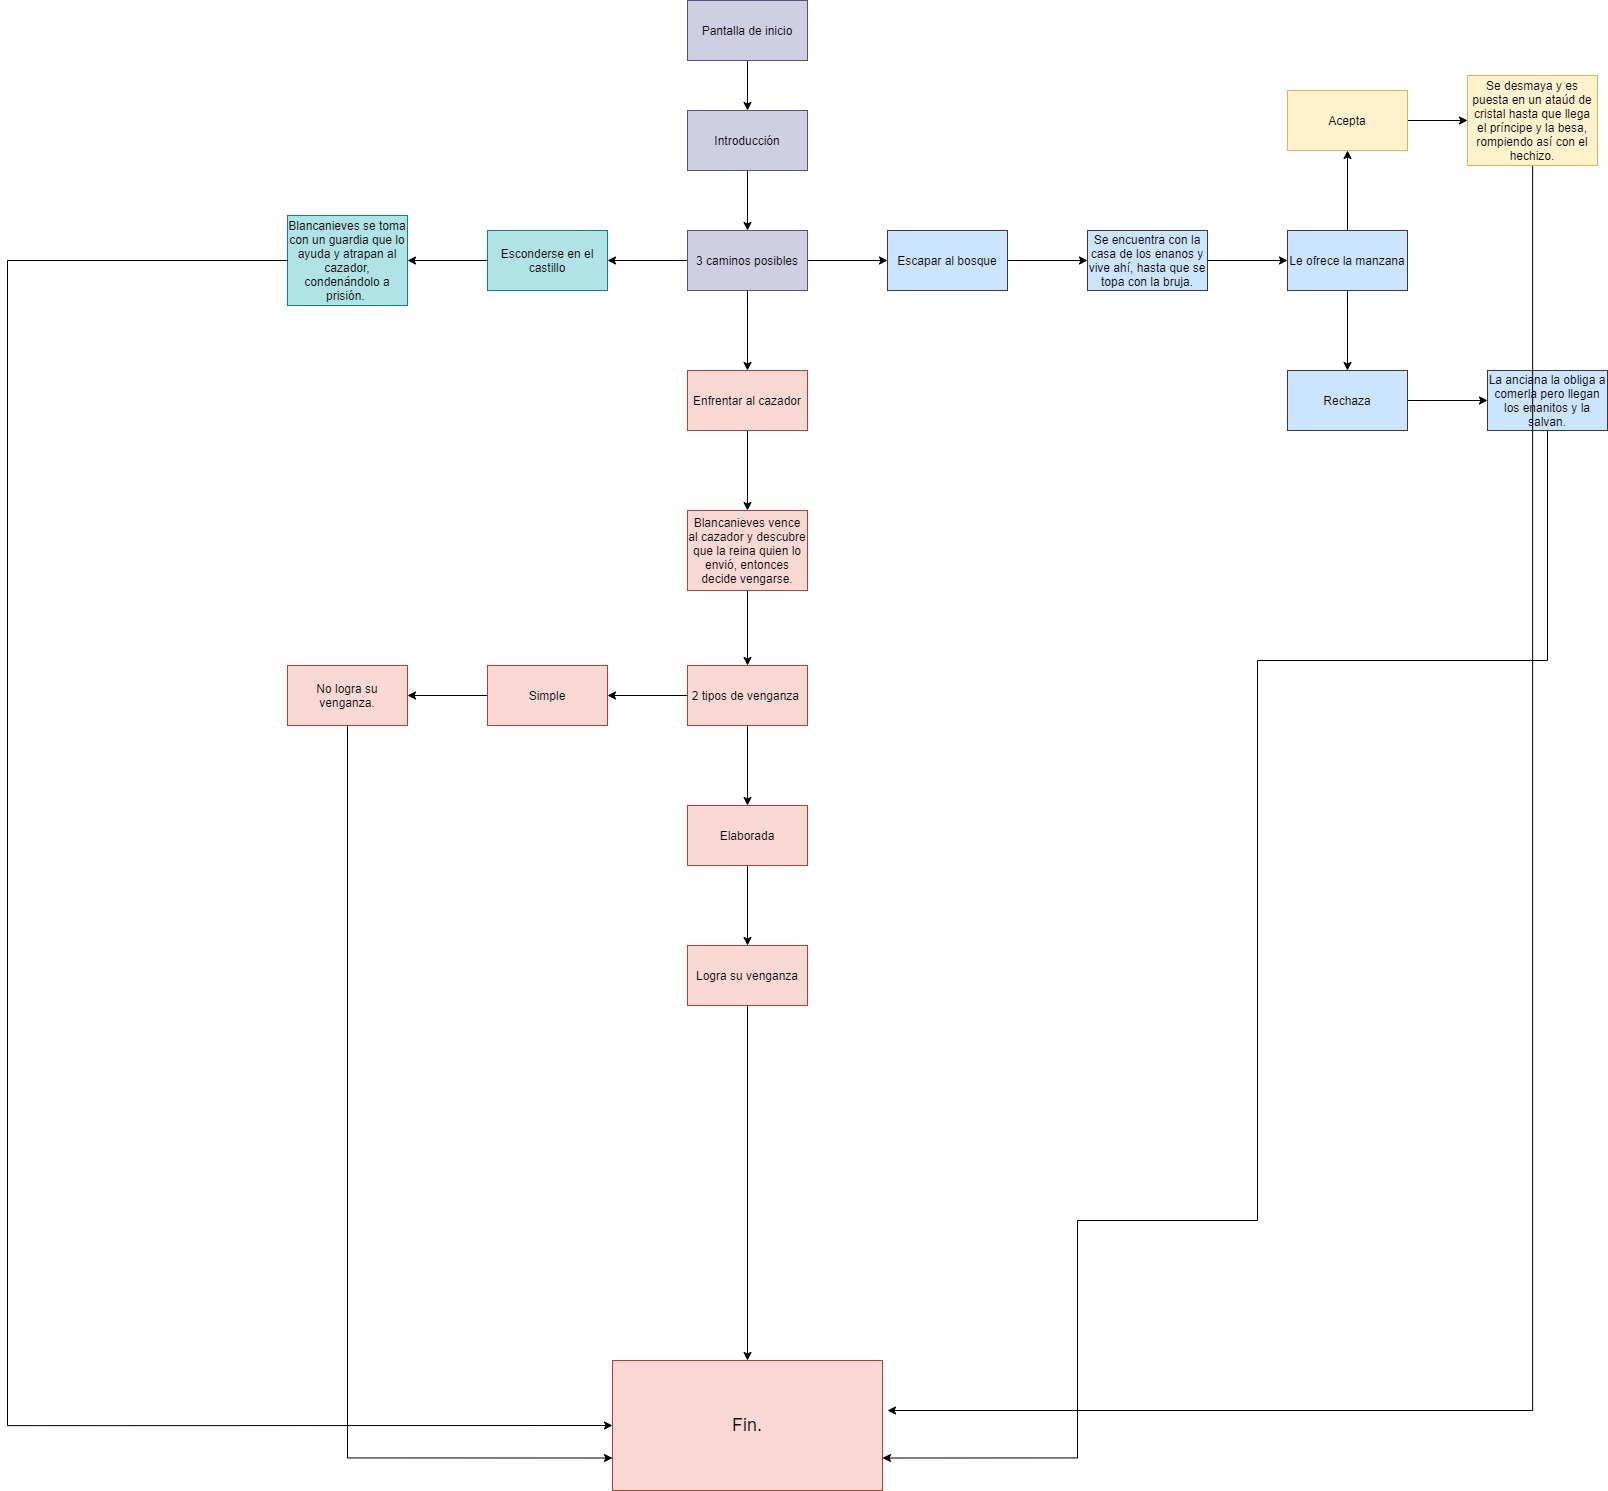 Pantalla de inicio
Introducción
Acepta
Se desmaya y es
puesta en un ataúd de
cristal hasta que llega
el príncipe y la besa,
rompiendo así con el
hechizo.
Blancanieves se toma
con un guardia que lo
ayuda y atrapan al
cazador,
condenándolo a
prisión.
Esconderse en el
castillo
3 caminos posibles
Escapar al bosque
Se encuentra con la
casa de los enanos y
vive ahí, hasta que se
topa con la bruja.
Le ofrece la manzana
Enfrentar al cazador
Rechaza
La anciana la obliga a
comerla pero llegan
los enanitos y la
salvan.
Blancanieves vence
al cazador y descubre
que la reina quien lo
envió, entonces
decide vengarse.
No logra su
venganza.
Simple
2 tipos de venganza
Elaborada
Logra su venganza
Fin.